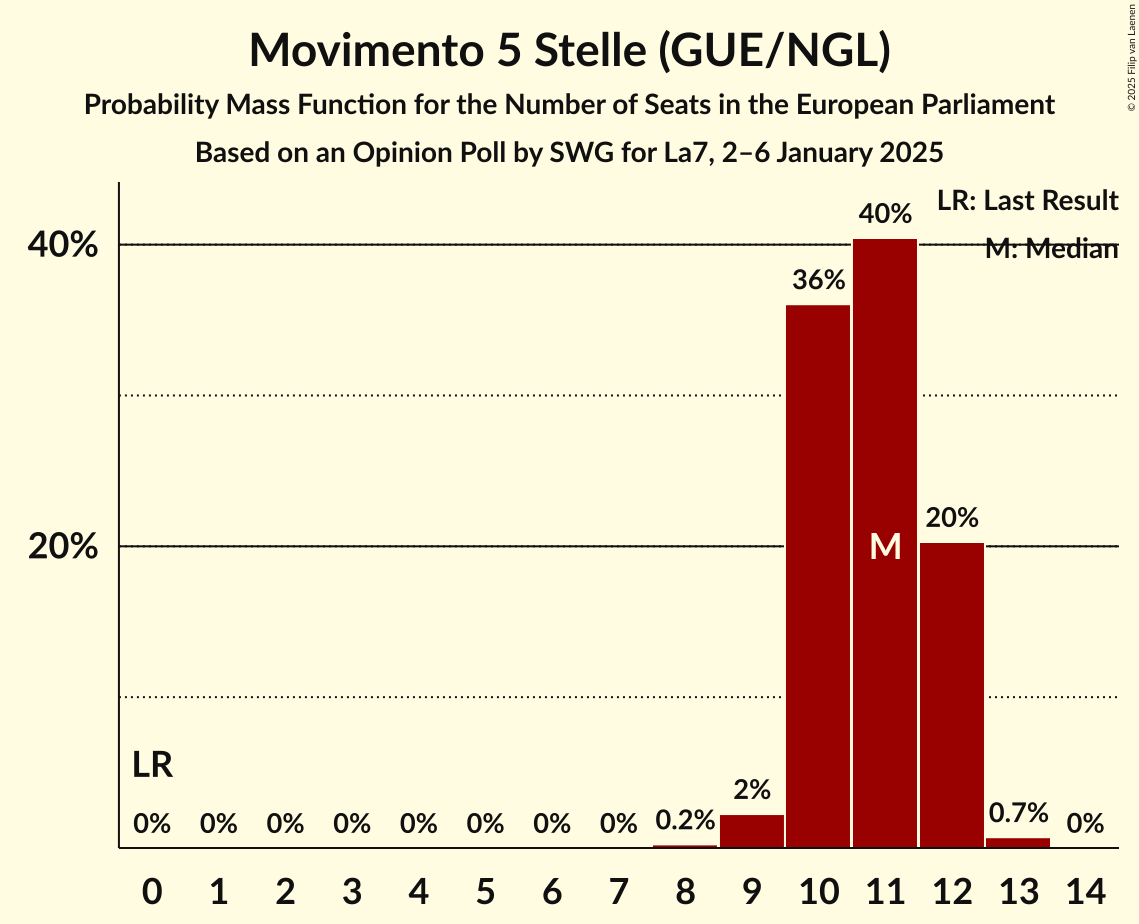 Movimento 5 Stelle (GUE/NGL)
Probability Mass Function for the Number of Seats in the European Parliament
Based on an Opinion Poll by SWG for La7, 2–6 January 2025
© 2025 Filip van Laenen
LR: Last Result
M: Median
40%
20%
40%
36%
20%
M
LR
0% 0% 0% 0% 0% 0% 0% 0% 0.2% 2% 0.7% 0%
0 1 2 3 4 5 6 7 8 9 10 11 12 13 14